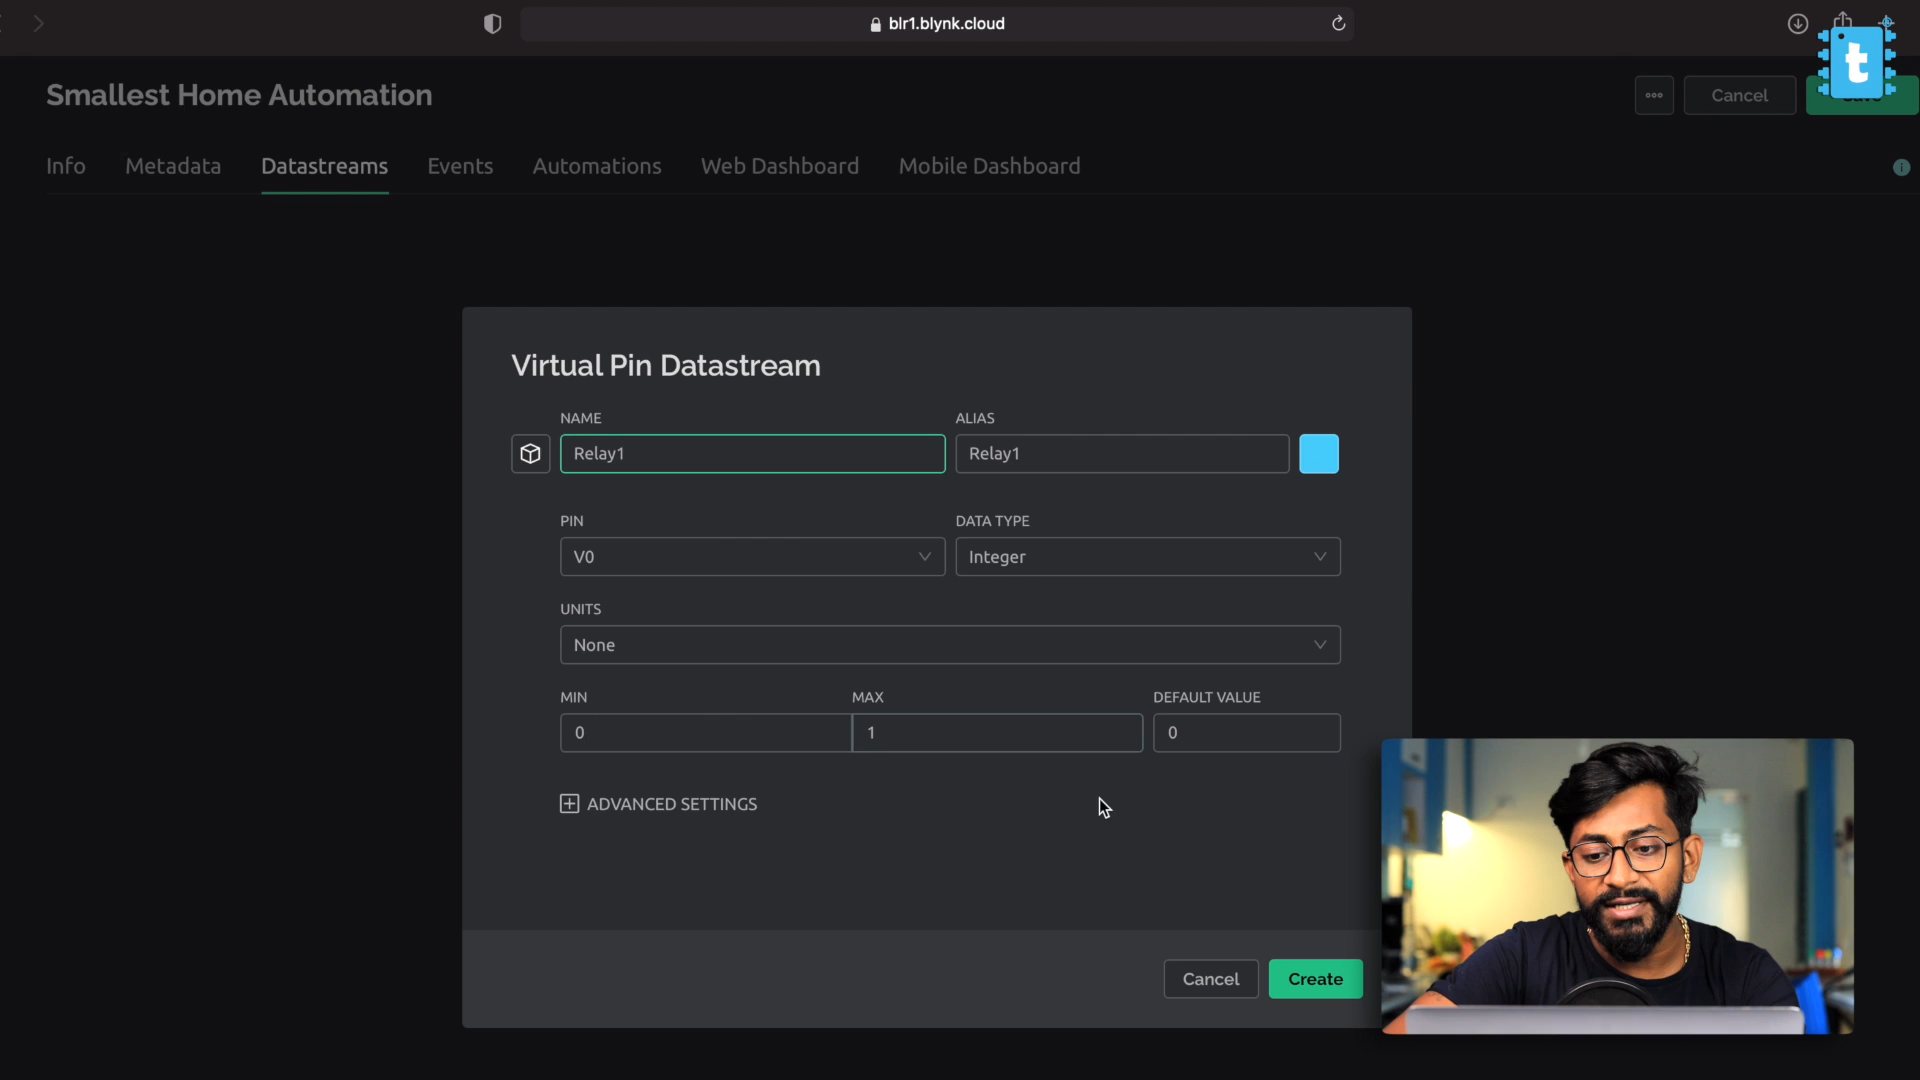 blr1.blynk.cloud
t
Smallest Home Automation
Cancel
Info Metadata Datastreams Events Automations Web Dashboard Mobile Dashboard
Virtual Pin Datastream
NAME ALIAS
Relay1 Relay1
PIN DATA TYPE
V0 Integer
UNITS
None
MIN MAX DEFAULT VALUE
0 1 0
ADVANCED SETTINGS
Cancel Create